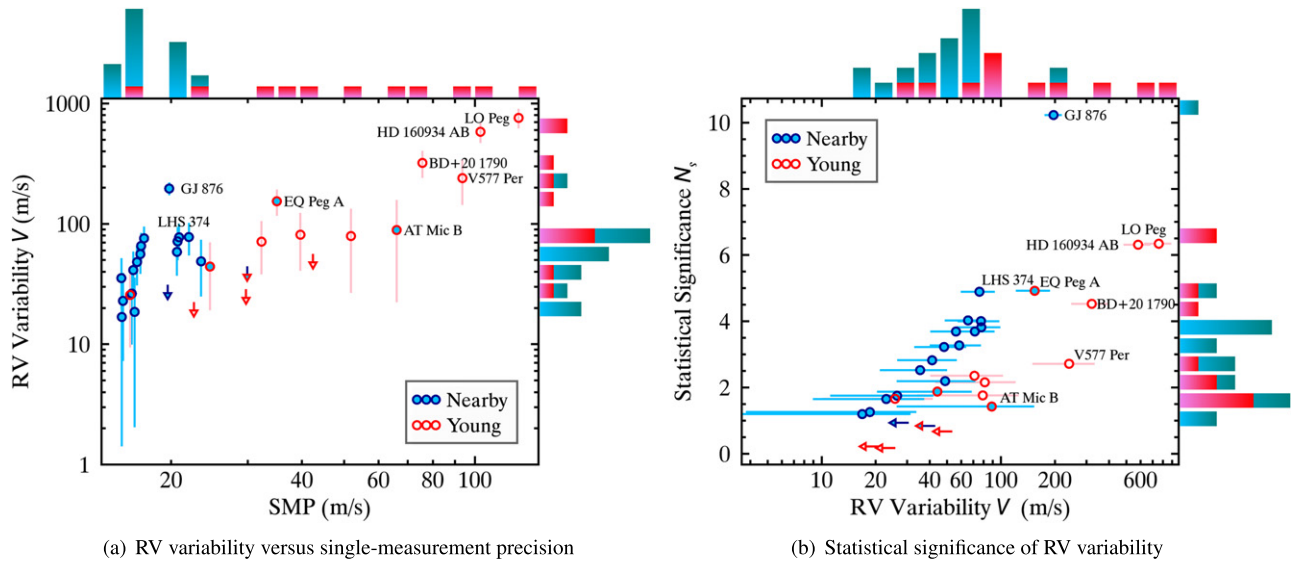 1000
100
10
1
RV Variability V (m/s)
LO Peg
HD 160934 AB
BD+20 1790
V577 Per
GJ 876
EQ Peg A
LHS 374
AT Mic B
Nearby
Young
20
40
60
80
100
SMP (m/s)
(a) RV variability versus single-measurement precision
10
8
6
4
2
0
Statistical Significance Ns
Nearby
Young
GJ 876
LO Peg
HD 160934 AB
LHS 374
EQ Peg A
BD+20 1790
V577 Per
AT Mic B
10
20
40
60
100
200
600
RV Variability V (m/s)
(b) Statistical significance of RV variability